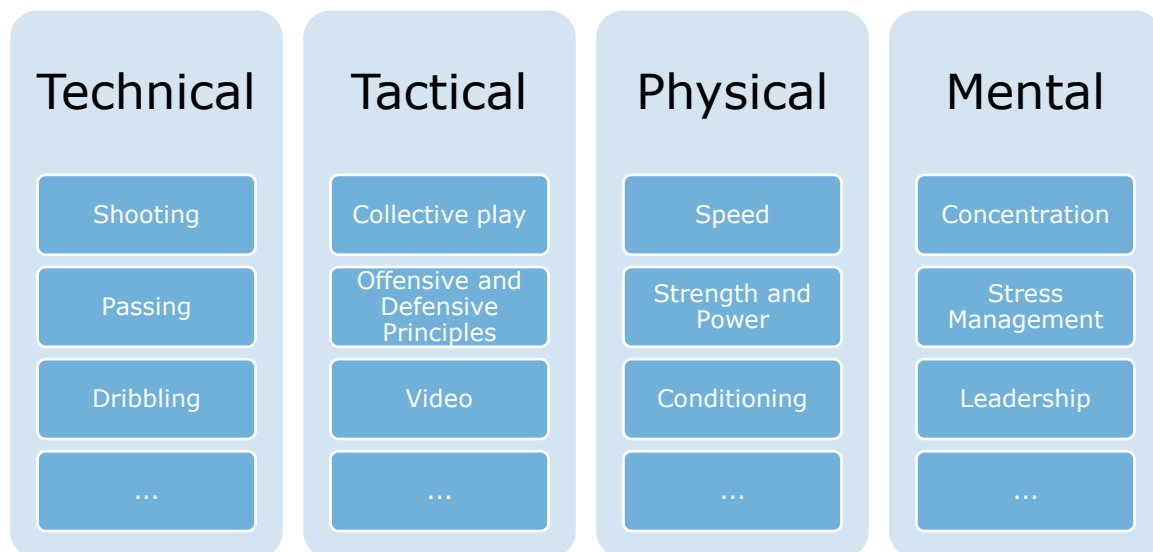 Technical
Shooting
Passing
Dribbling
...
Tactical
Collective play
Offensive and
Defensive
Principles
Video
...
Physical
Speed
Strength and
Power
Conditioning
...
Mental
Concentration
Stress
Management
Leadership
...